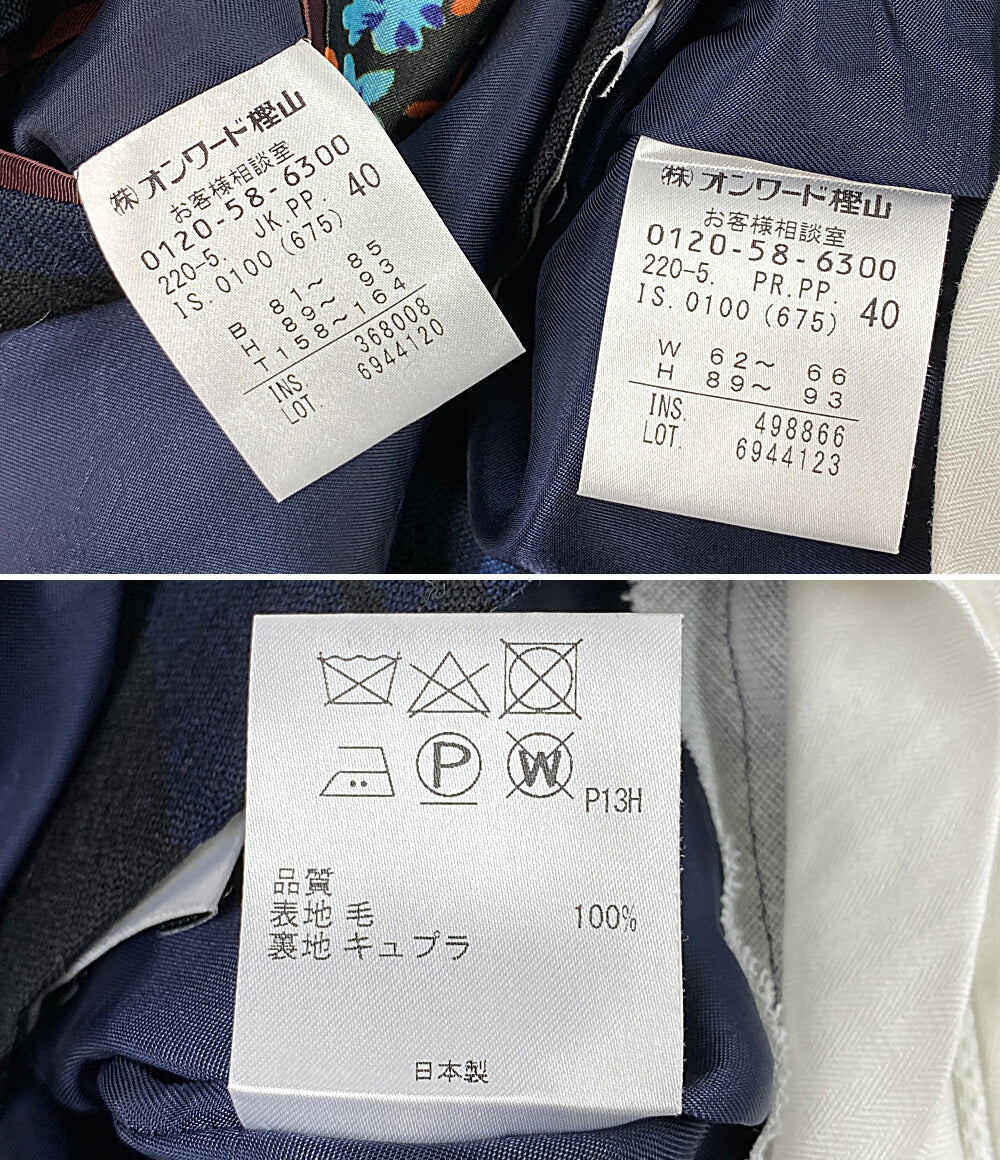 ㈱オンワード樫山
お客様相談室
0120-58-6300
220-5. JK.PP. 40
IS.0100(675)
B 81〜 85
H 89〜 93
T158〜164
INS. 368008
LOT. 6944120
㈱オンワード樫山
お客様相談室
0120-58-6300
220-5. PR.PP. 40
IS.0100(675)
W 62〜 66
H 89〜 93
INS. 498866
LOT. 6944123
P
W
P13H
品質
表地 毛 100%
裏地 キュプラ
日本製